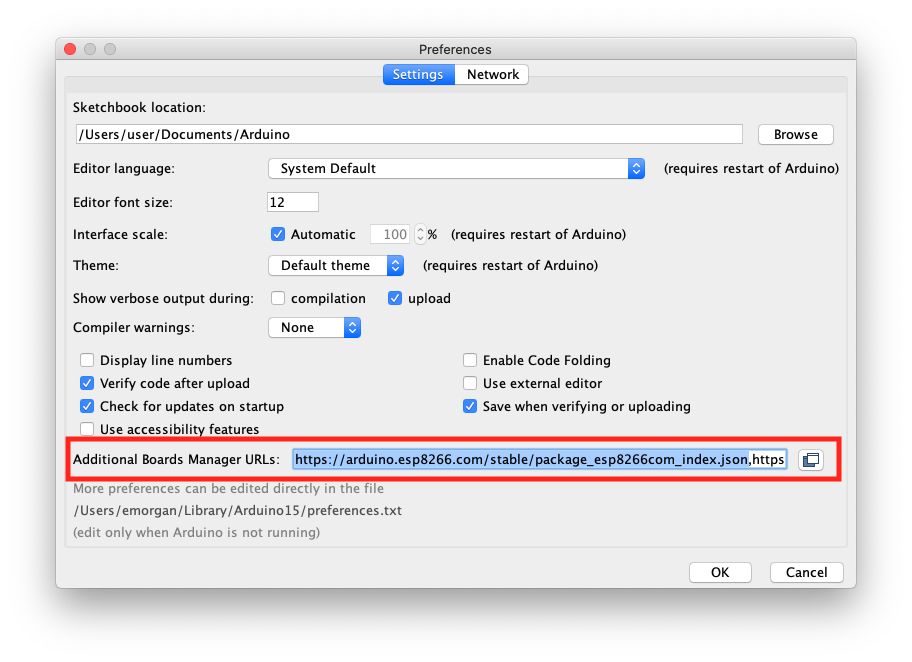 Preferences
Settings Network
Sketchbook location:
/Users/user/Documents/Arduino Browse
Editor language: System Default (requires restart of Arduino)
Editor font size: 12
Interface scale: Automatic 100 % (requires restart of Arduino)
Theme: Default theme (requires restart of Arduino)
Show verbose output during: compilation upload
Compiler warnings: None
Display line numbers Enable Code Folding
Verify code after upload Use external editor
Check for updates on startup Save when verifying or uploading
Use accessibility features
Additional Boards Manager URLs: https://arduino.esp8266.com/stable/package_esp8266com_index.json,https
More preferences can be edited directly in the file
/Users/emorgan/Library/Arduino15/preferences.txt
(edit only when Arduino is not running)
OK Cancel